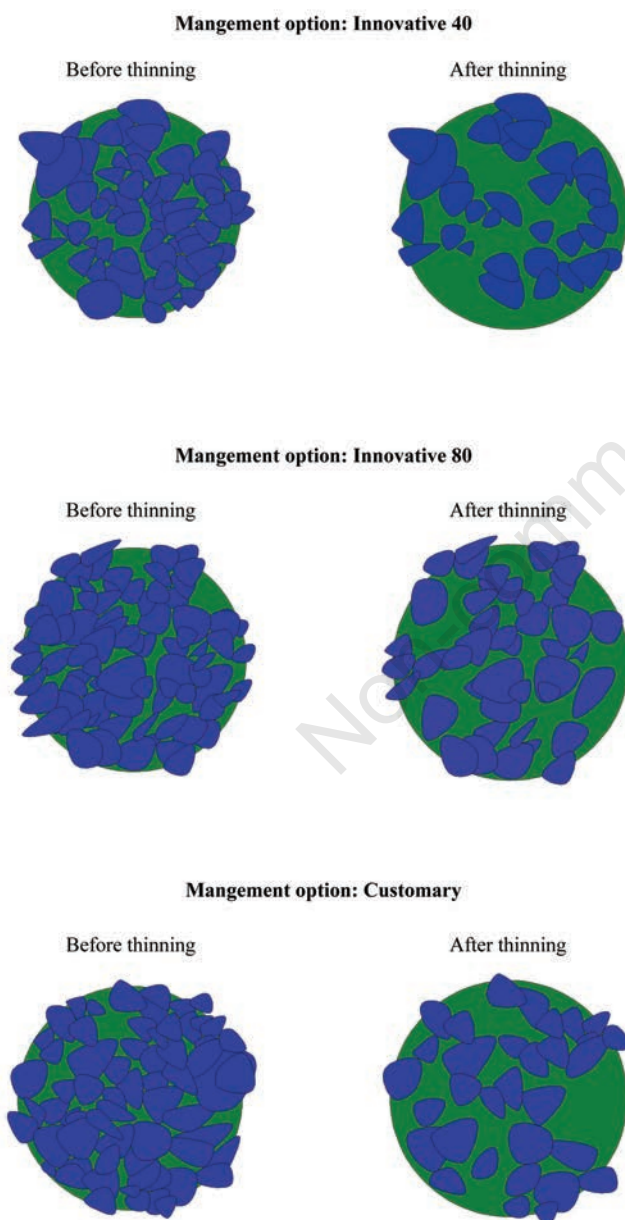 Mangement option: Innovative 40
Before thinning After thinning
Mangement option: Innovative 80
Before thinning After thinning
Mangement option: Customary
Before thinning After thinning